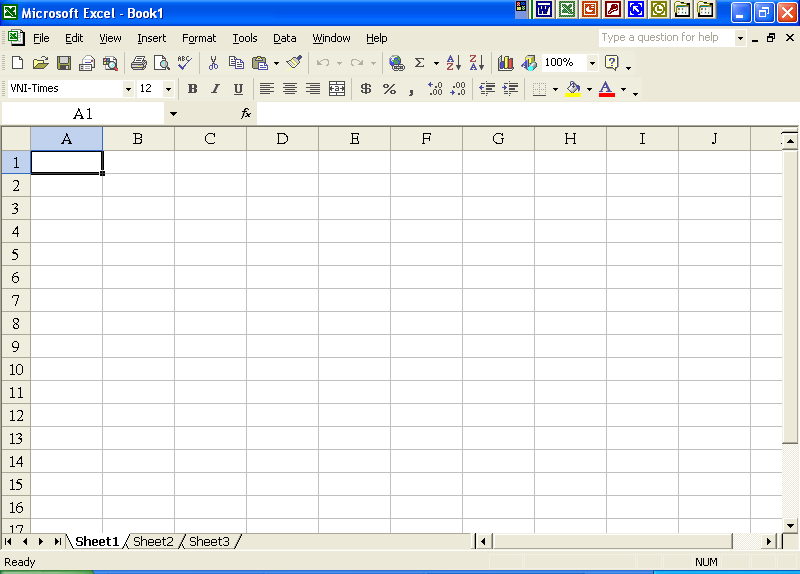 Microsoft Excel - Book1
File Edit View Insert Format Tools Data Window Help Type a question for help
100%
VNI-Times 12 B I U $ % ,
A1 fx
A B C D E F G H I J
1
2
3
4
5
6
7
8
9
10
11
12
13
14
15
16
17
Sheet1 Sheet2 Sheet3
Ready NUM